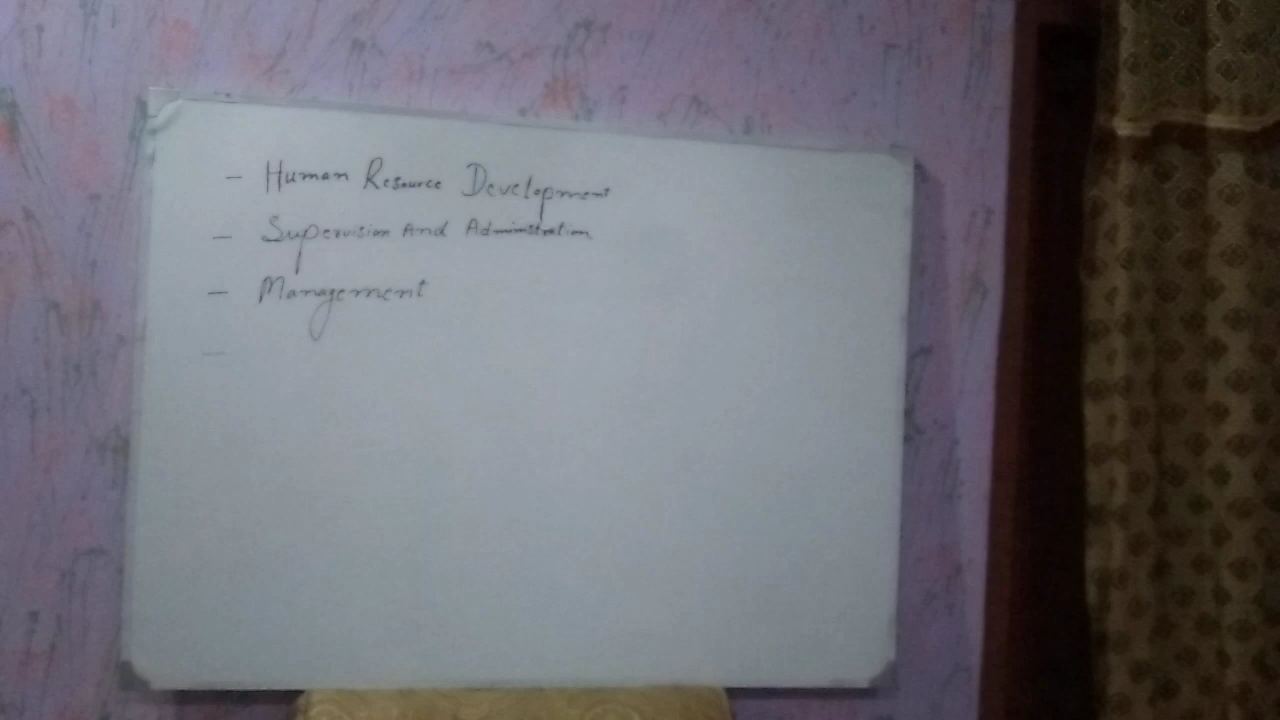 - Human Resource Development
- Supervision And Administration
- Management
-